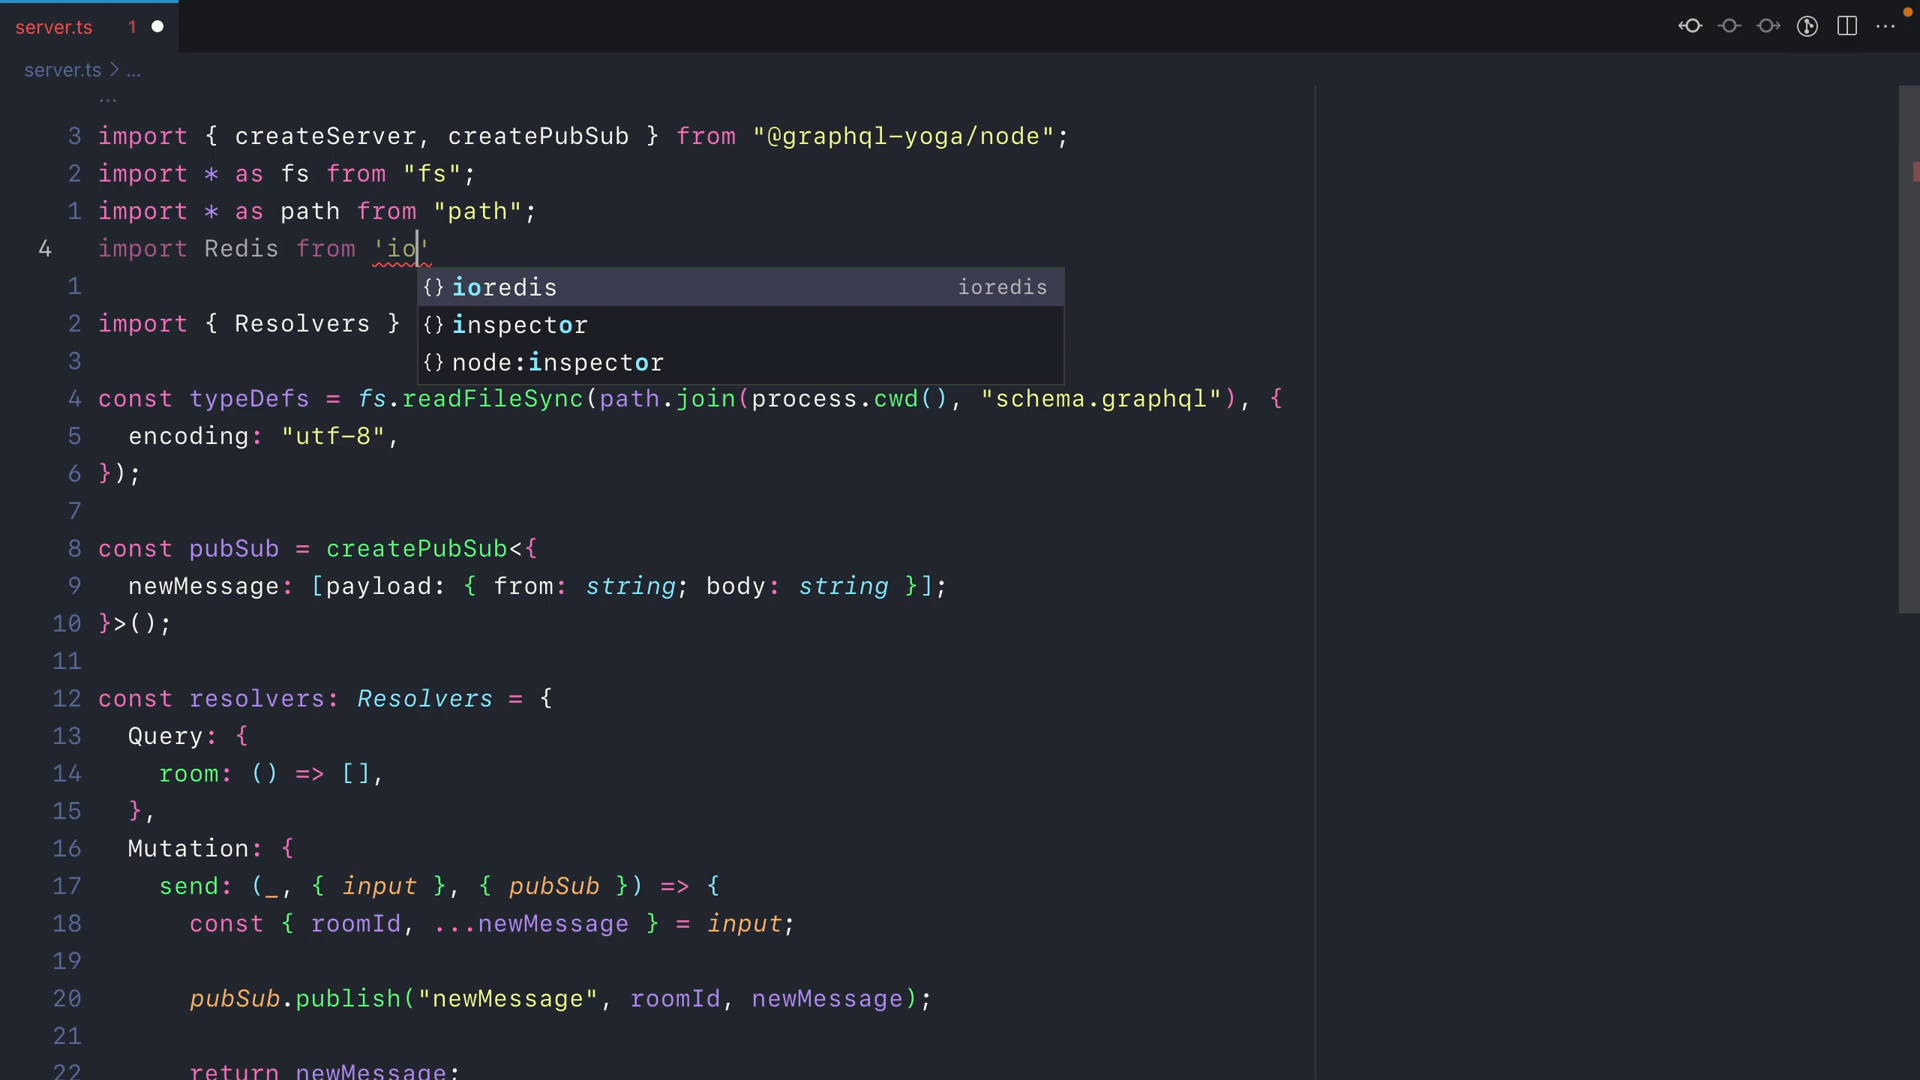 server.ts 1
server.ts > ...
...
3 import { createServer, createPubSub } from "@graphql-yoga/node";
2 import * as fs from "fs";
1 import * as path from "path";
4 import Redis from 'io'
{} ioredis ioredis
1
{} inspector
2 import { Resolvers }
{} node:inspector
3
4 const typeDefs = fs.readFileSync(path.join(process.cwd(), "schema.graphql"), {
5 encoding: "utf-8",
6 });
7
8 const pubSub = createPubSub<{
9 newMessage: [payload: { from: string; body: string }];
10 }>();
11
12 const resolvers: Resolvers = {
13 Query: {
14 room: () => [],
15 },
16 Mutation: {
17 send: (_, { input }, { pubSub }) => {
18 const { roomId, ...newMessage } = input;
19
20 pubSub.publish("newMessage", roomId, newMessage);
21
22 return newMessage;